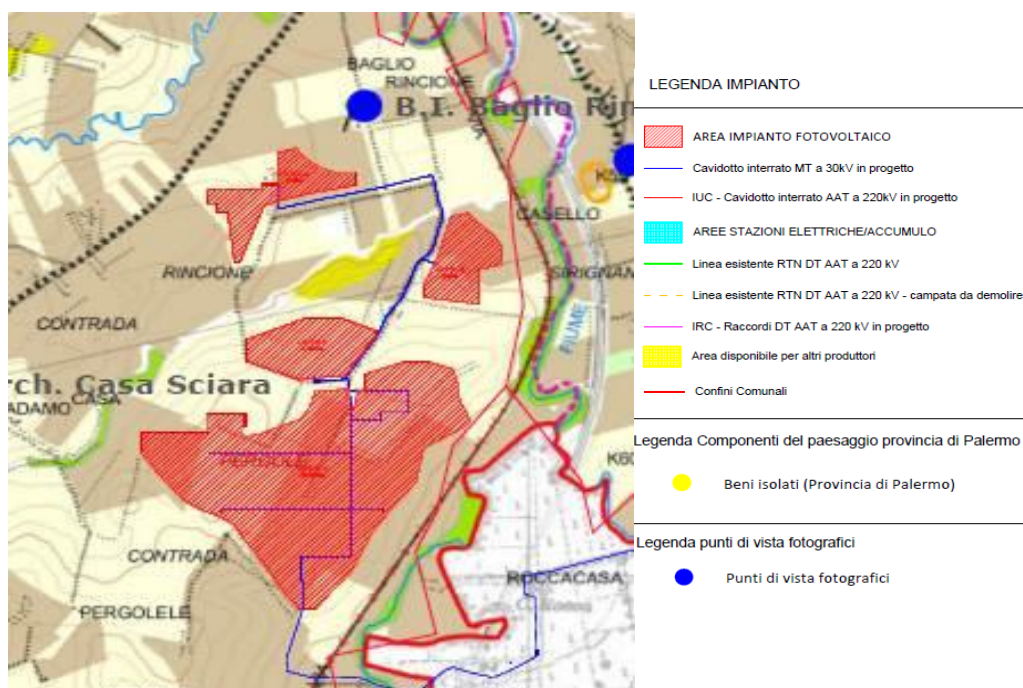 BAGLIO
RINCIONE
B.I. Baglio Rin
CASELLO
RINCIONE
SIRIGNAN
CONTRADA
FIUME
rch. Casa Sciara
ADAMO
CASA
K60
CONTRADA
ROCCACASA
PERGOLELE
LEGENDA IMPIANTO
AREA IMPIANTO FOTOVOLTAICO
Cavidotto interrato MT a 30kV in progetto
IUC - Cavidotto interrato AAT a 220kV in progetto
AREE STAZIONI ELETTRICHE/ACCUMULO
Linea esistente RTN DT AAT a 220 kV
Linea esistente RTN DT AAT a 220 kV - campata da demolire
IRC - Raccordi DT AAT a 220 kV in progetto
Area disponibile per altri produttori
Confini Comunali
Legenda Componenti del paesaggio provincia di Palermo
Beni isolati (Provincia di Palermo)
Legenda punti di vista fotografici
Punti di vista fotografici